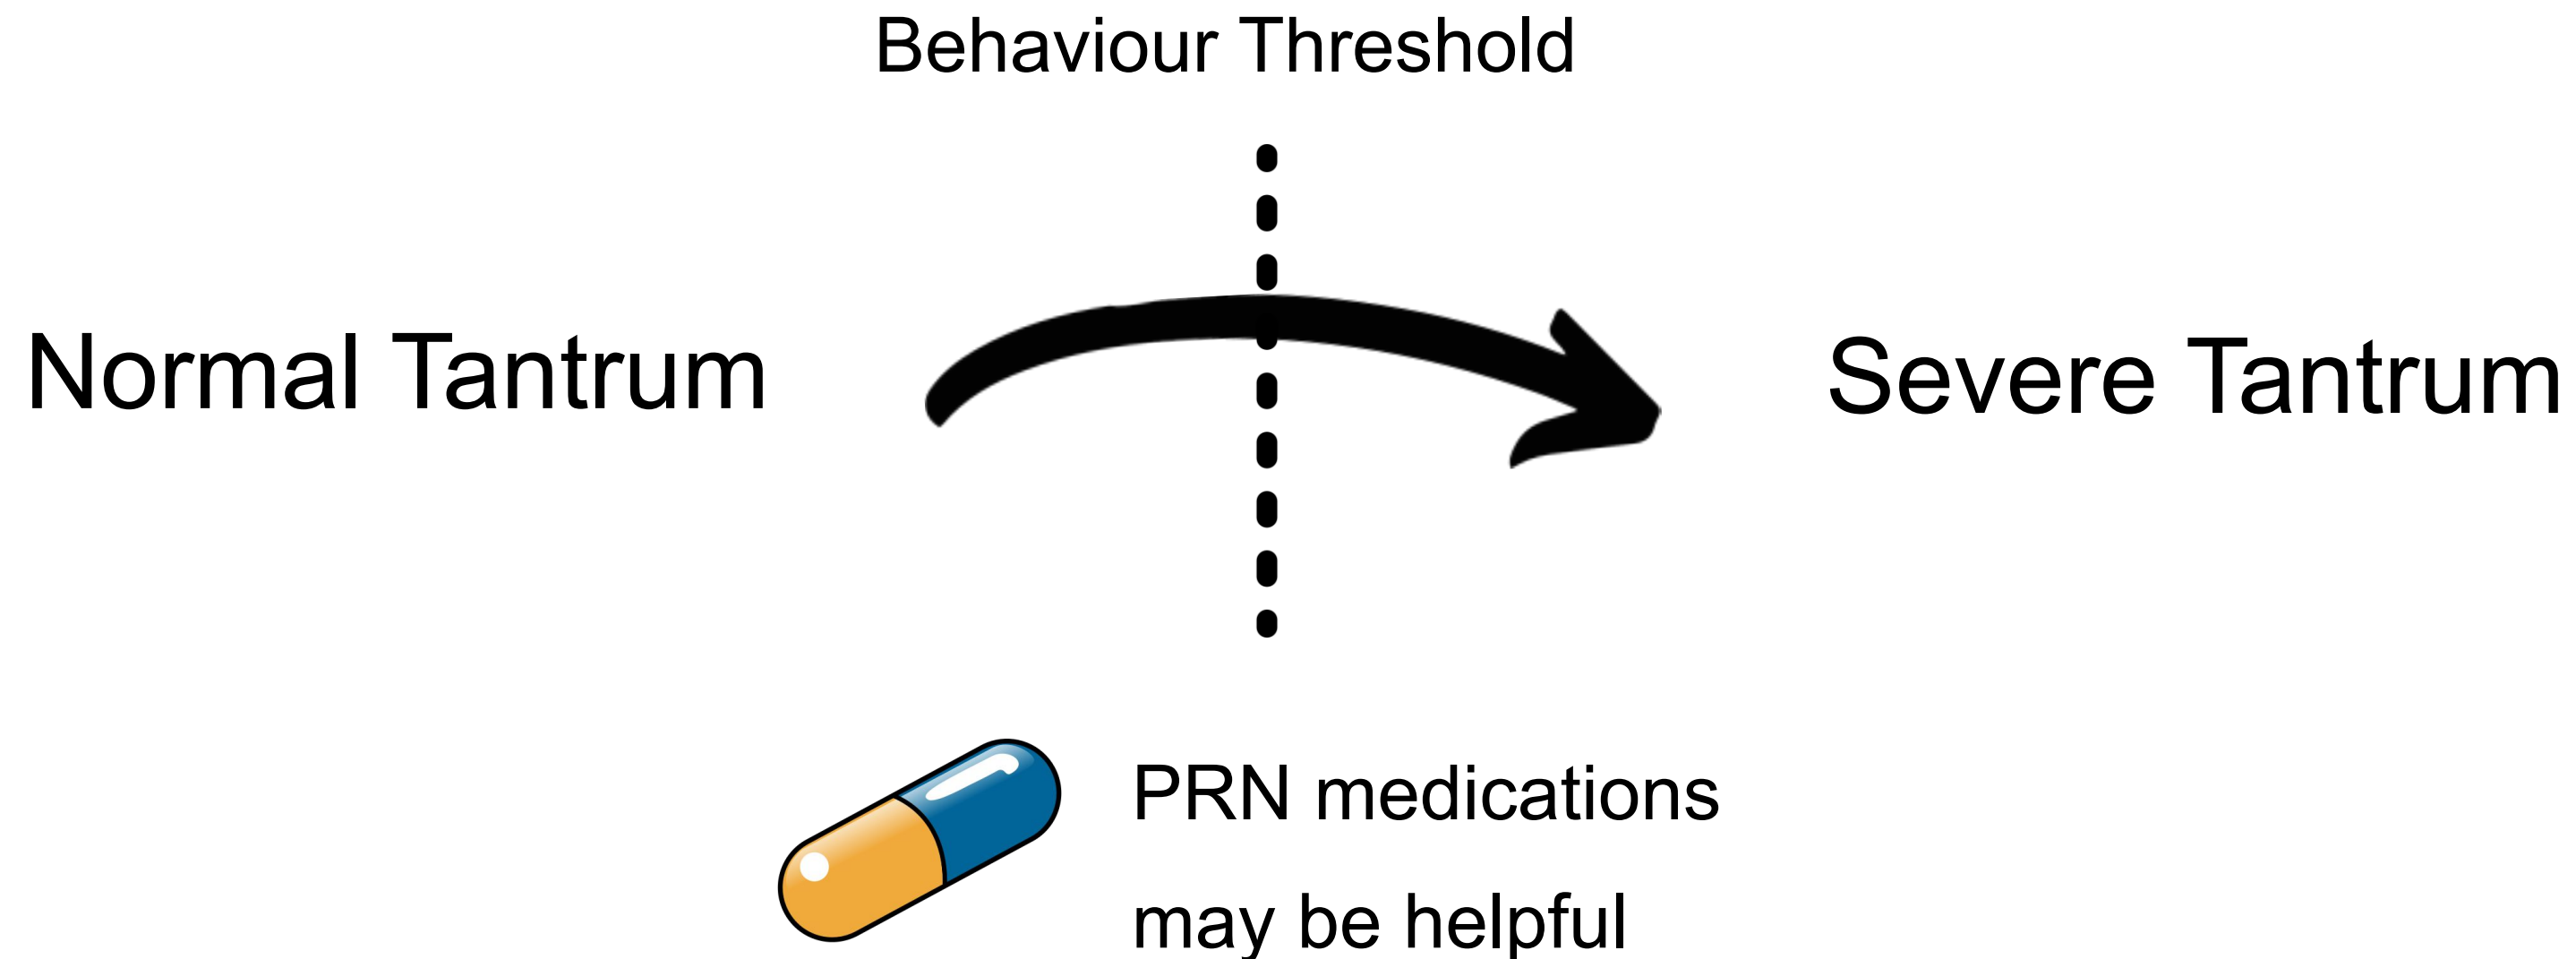 Behaviour Threshold
Normal Tantrum
Severe Tantrum
PRN medications
may be helpful